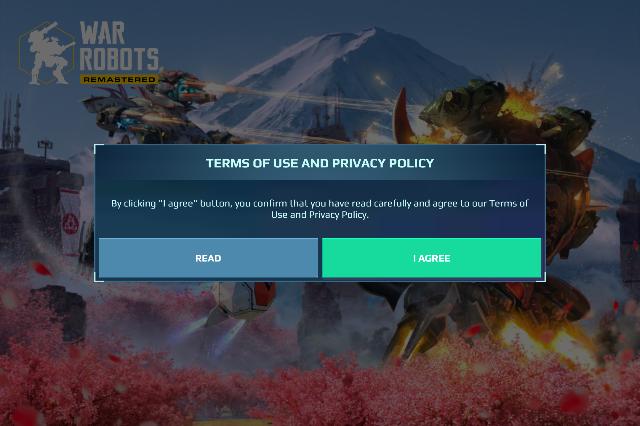 WAR
ROBOTS
REMASTERED
TERMS OF USE AND PRIVACY POLICY
By clicking "I agree" button, you confirm that you have read carefully and agree to our Terms of
Use and Privacy Policy.
READ
I AGREE